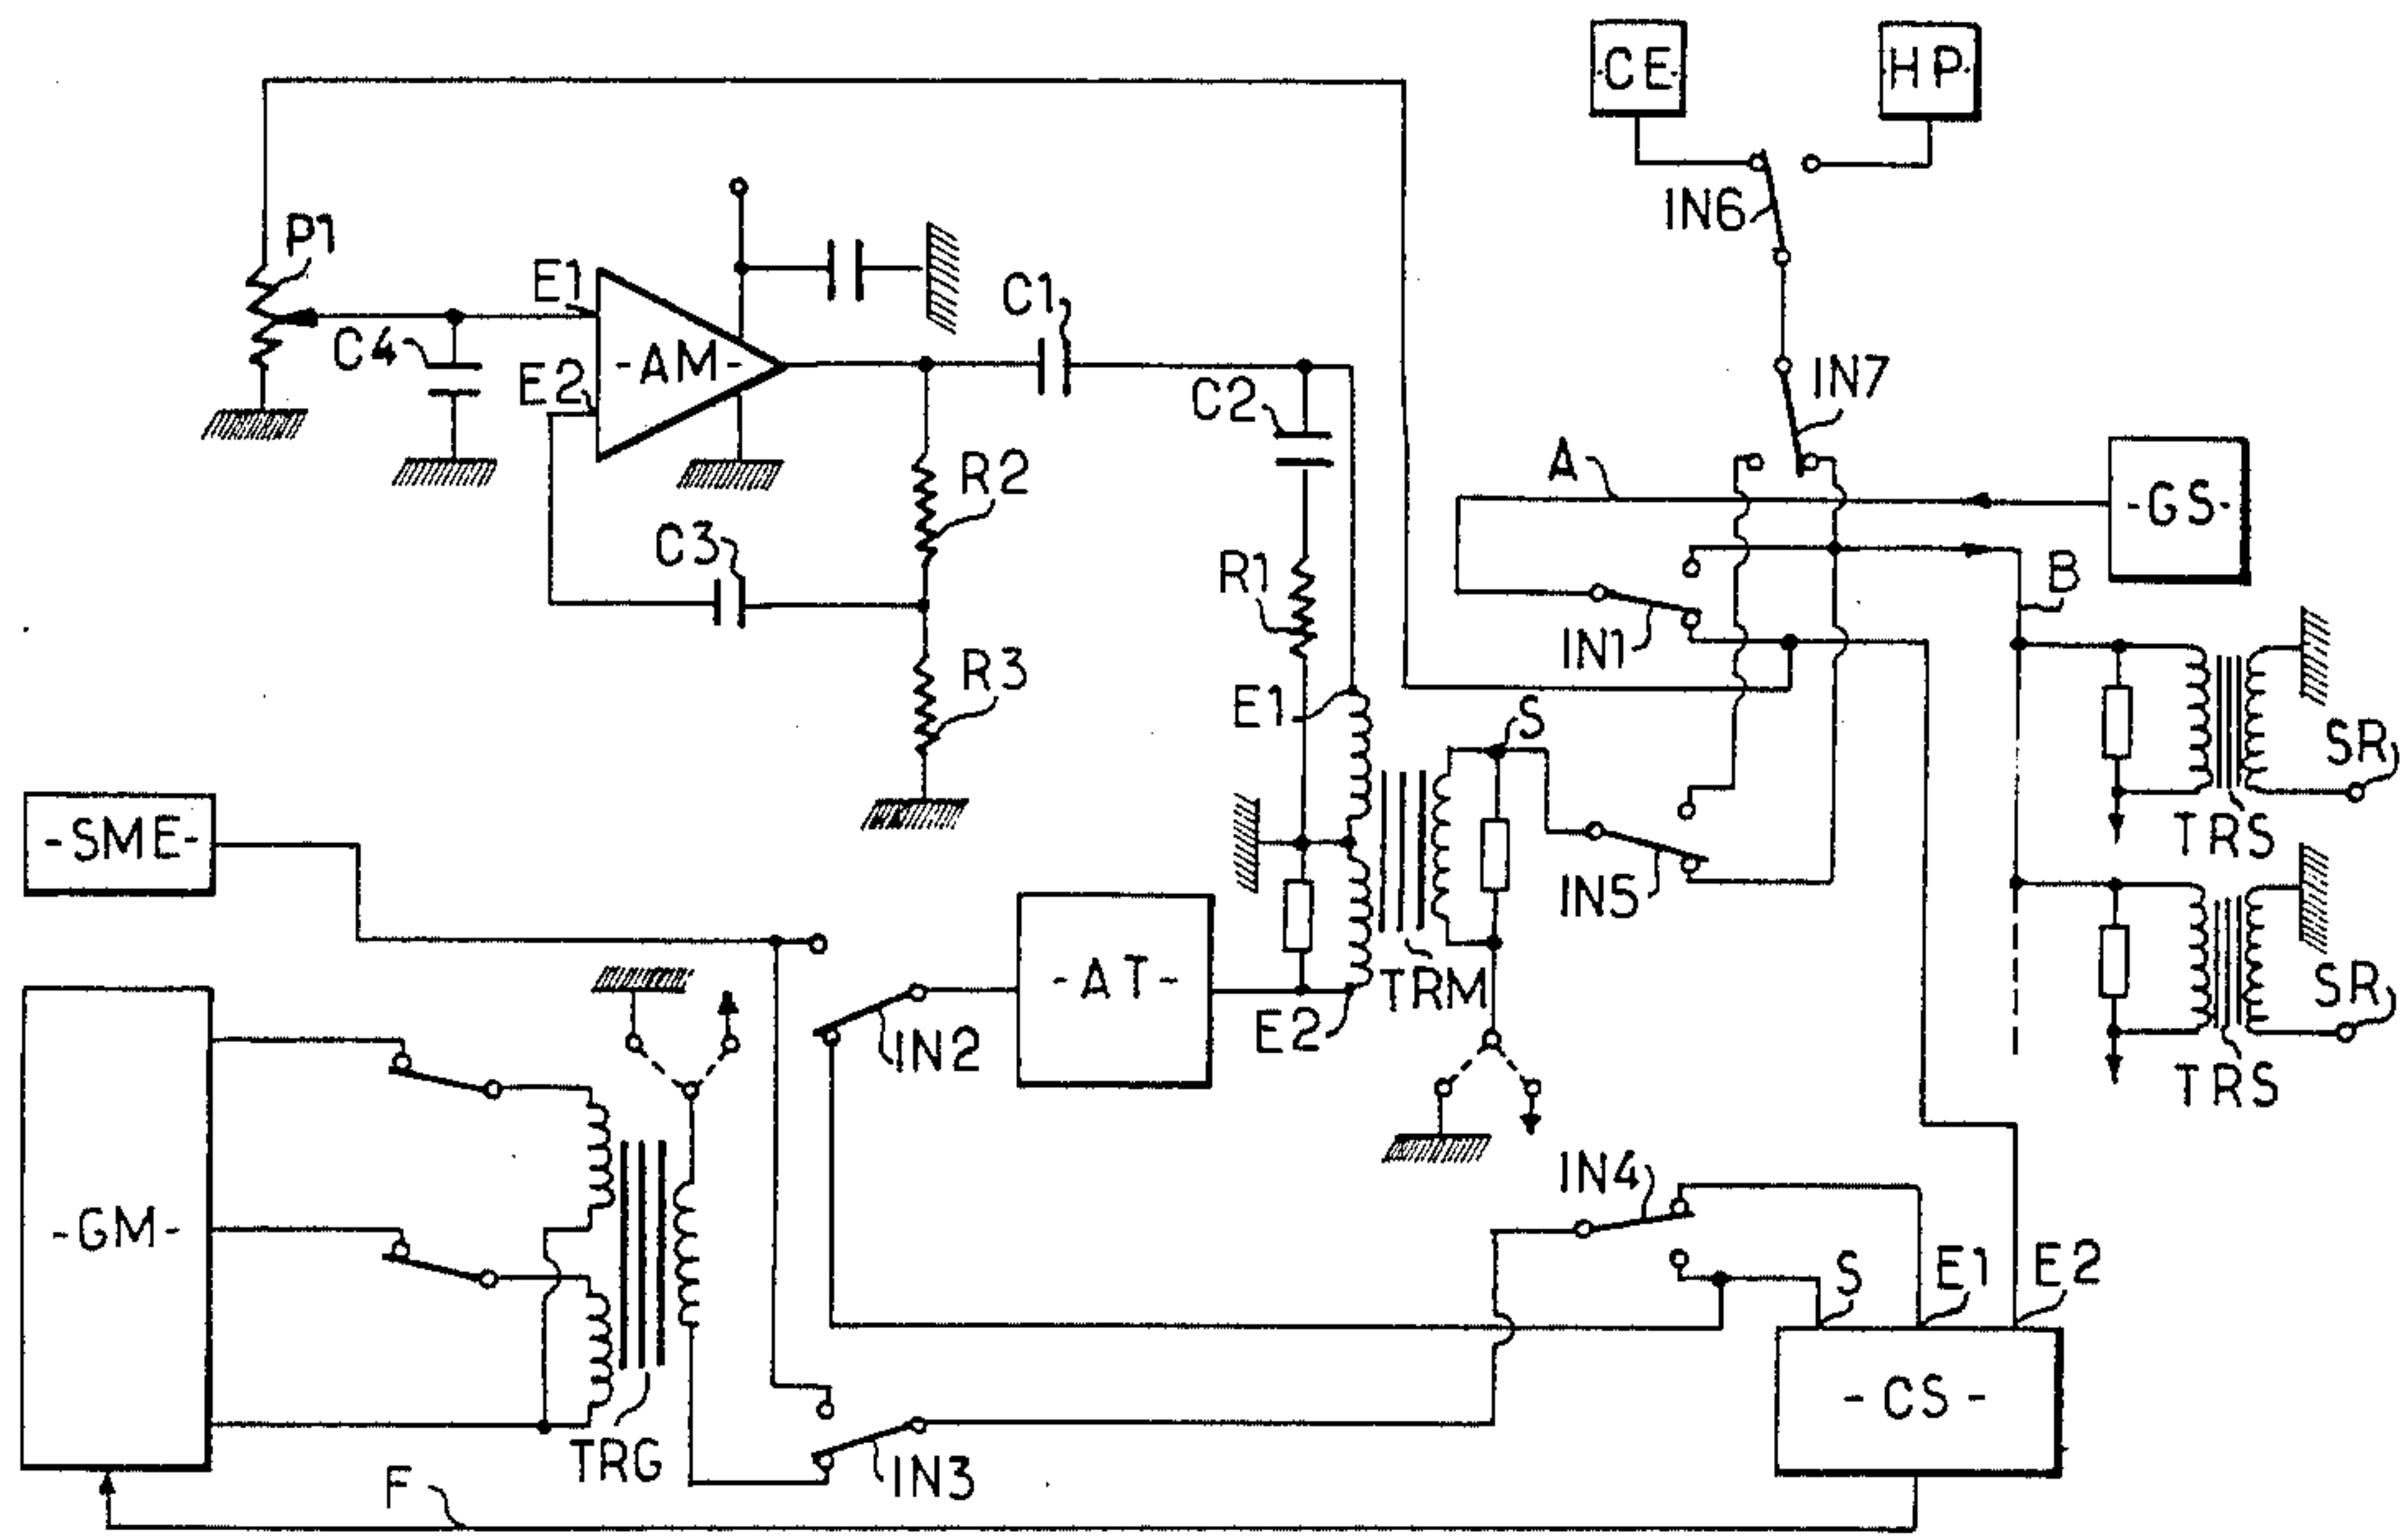 -CE-
-HP-
IN6
P1
E1
C1
C4
-AM-
E2
C2
IN7
A
-GS-
R2
C3
R1
B
IN1
R3
E1
S
SR
-SME-
TRS
IN5
-AT-
TRM
SR
IN2
E2
TRS
IN4
-GM-
S
E1
E2
-CS-
TRG
IN3
F